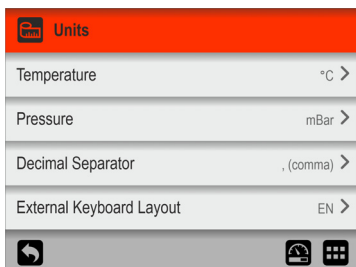 Units
Temperature °C
Pressure mBar
Decimal Separator , (comma)
External Keyboard Layout EN